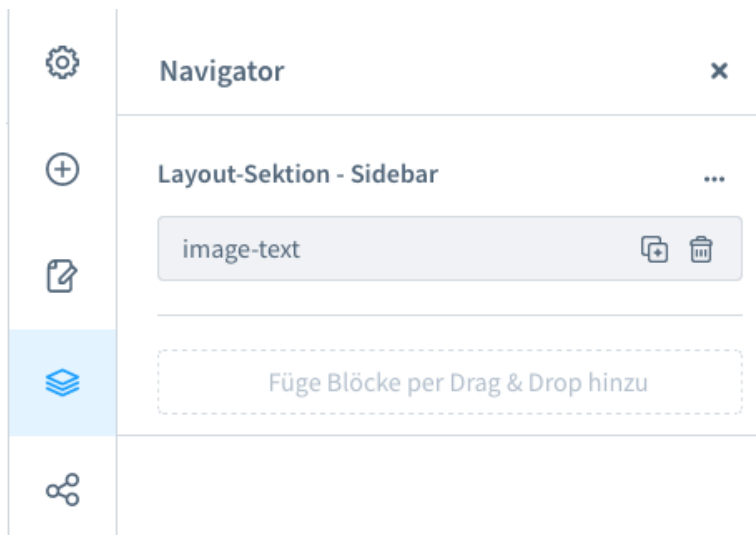 Navigator
Layout-Sektion - Sidebar
image-text
Füge Blöcke per Drag & Drop hinzu